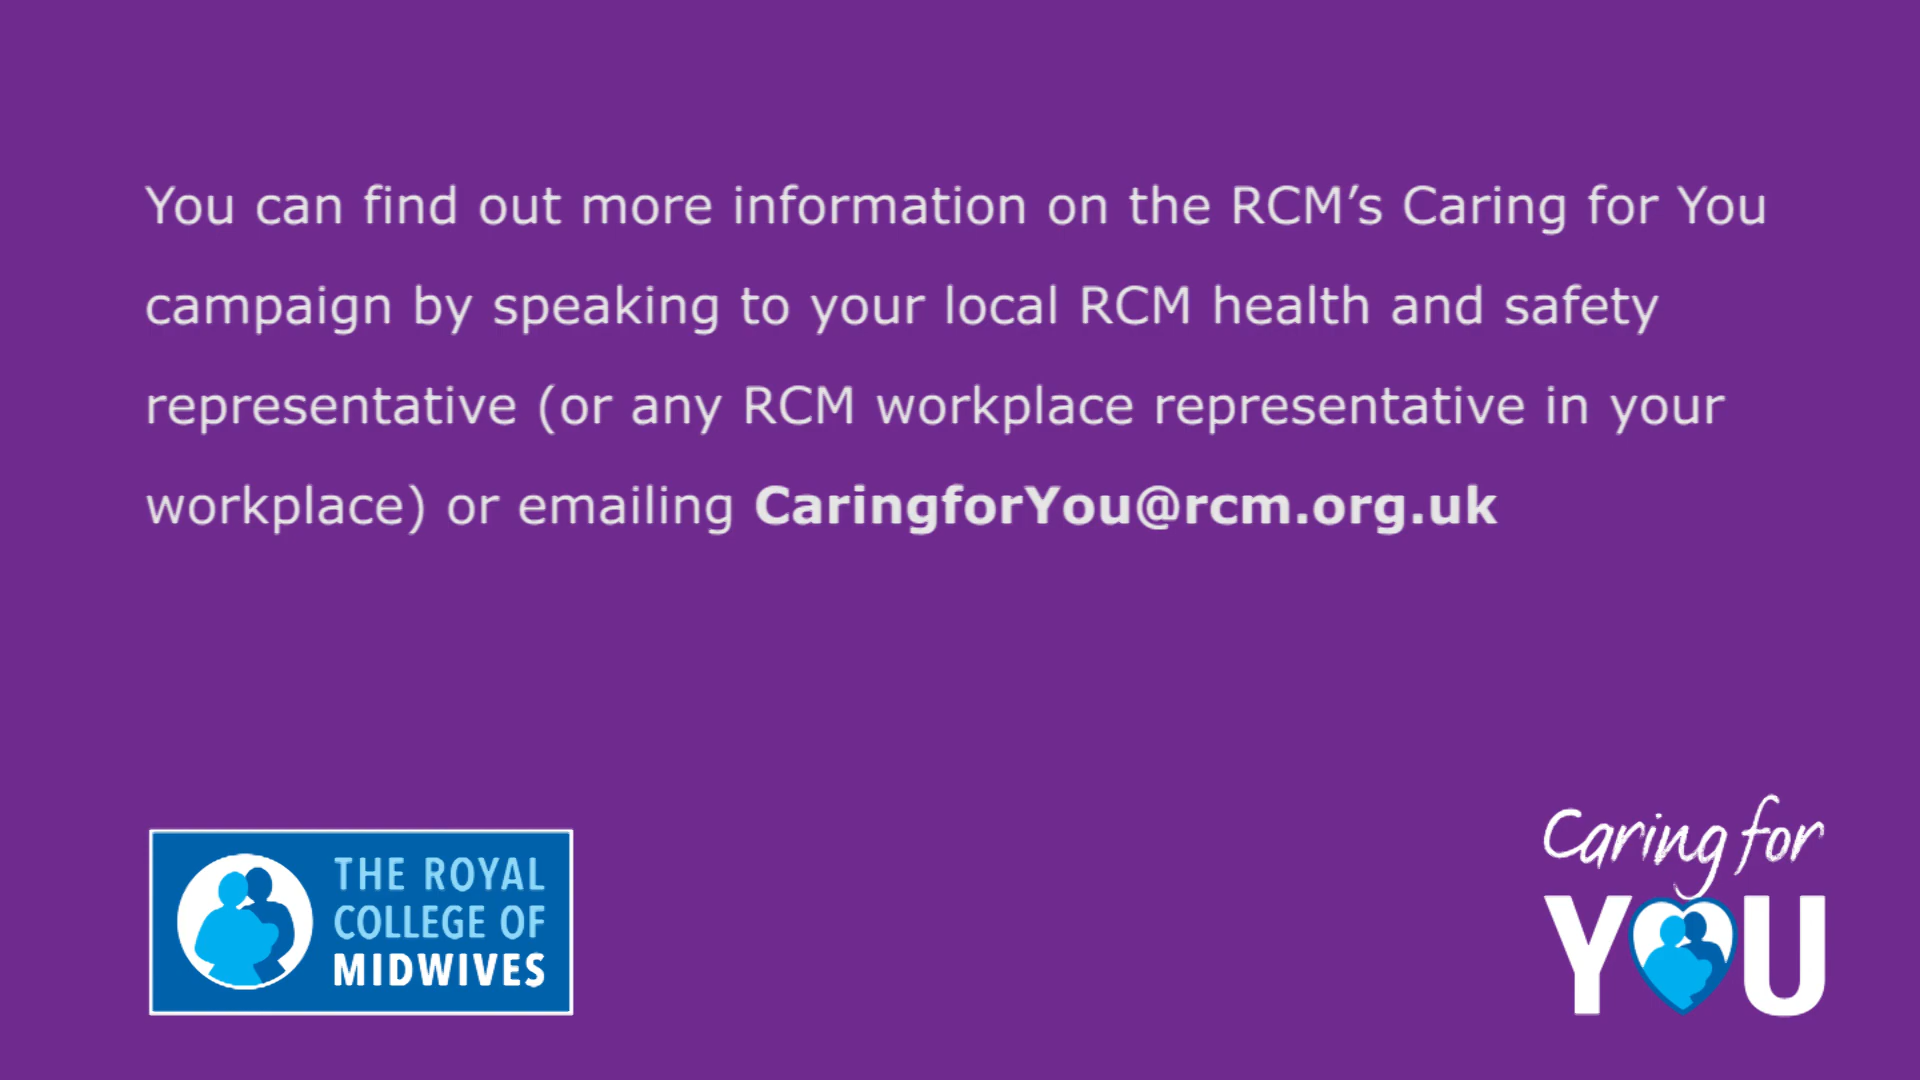 You can find out more information on the RCM’s Caring for You
campaign by speaking to your local RCM health and safety
representative (or any RCM workplace representative in your
workplace) or emailing CaringforYou@rcm.org.uk
THE ROYAL
COLLEGE OF
MIDWIVES
Caring for
YOU